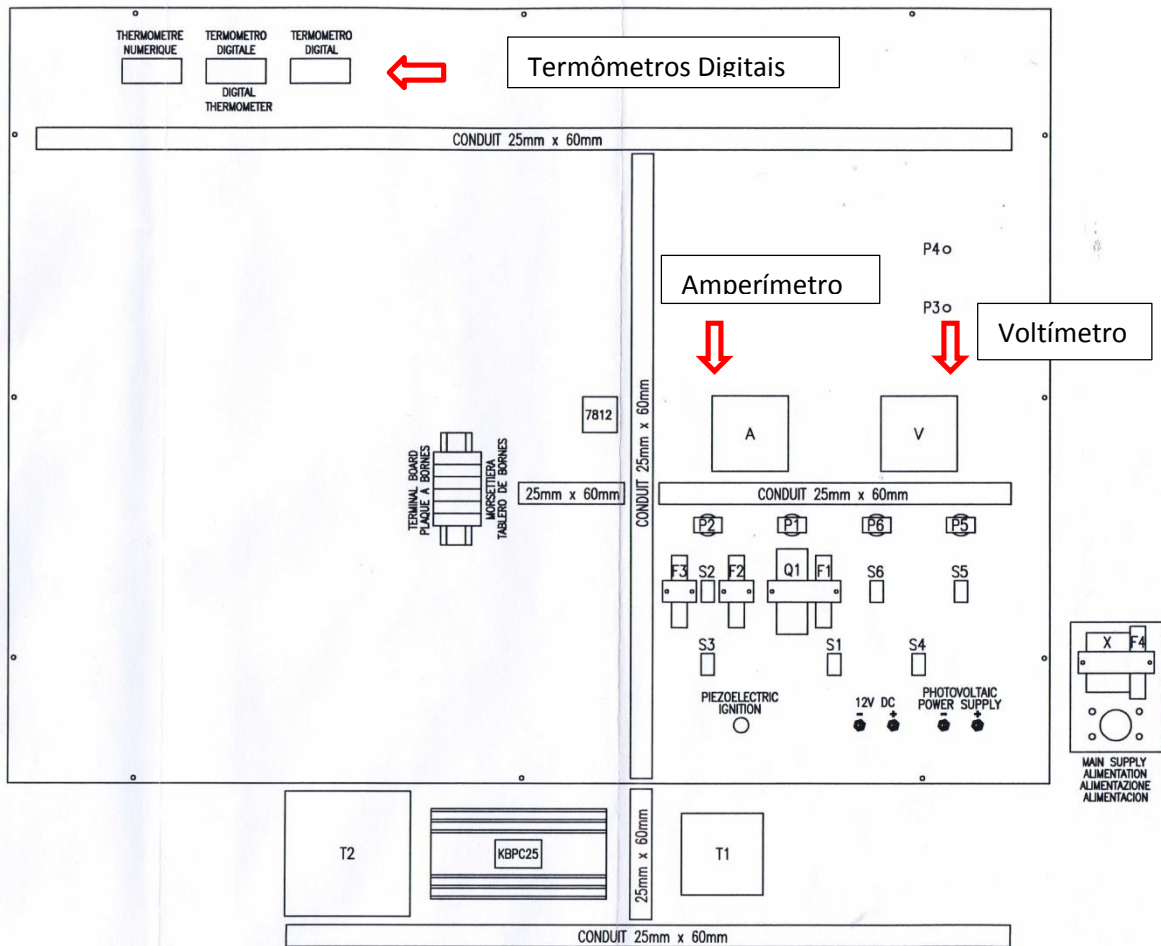 THERMOMETRE
NUMERIQUE
TERMOMETRO
DIGITALE
DIGITAL
THERMOMETER
TERMOMETRO
DIGITAL
Termômetros Digitais
CONDUIT 25mm x 60mm
P4
Amperímetro
P3
Voltímetro
CONDUIT 25mm x 60mm
7812
A
V
TERMINAL BOARD
PLAQUE A BORNES
MORSETTIERA
TABLERO DE BORNES
25mm x 60mm
CONDUIT 25mm x 60mm
P2
P1
P6
P5
F3
S2
F2
Q1
F1
S6
S5
S3
S1
S4
X
F4
PIEZOELECTRIC
IGNITION
12V DC
- +
PHOTOVOLTAIC
POWER SUPPLY
- +
MAIN SUPPLY
ALIMENTATION
ALIMENTAZIONE
ALIMENTACION
T2
KBPC25
25mm x 60mm
T1
CONDUIT 25mm x 60mm